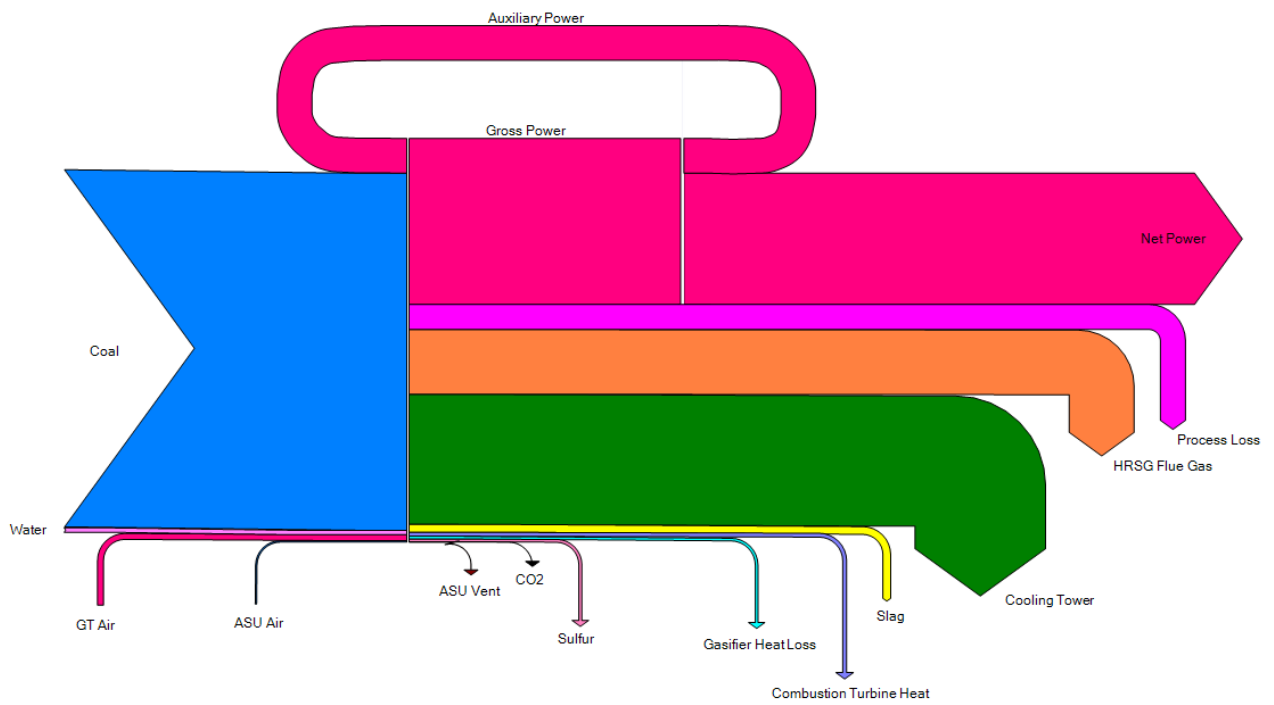 Auxiliary Power
Gross Power
Net Power
Coal
Process Loss
HRSG Flue Gas
Water
CO2
ASU Vent
Cooling Tower
Slag
GT Air
ASU Air
Sulfur
Gasifier Heat Loss
Combustion Turbine Heat